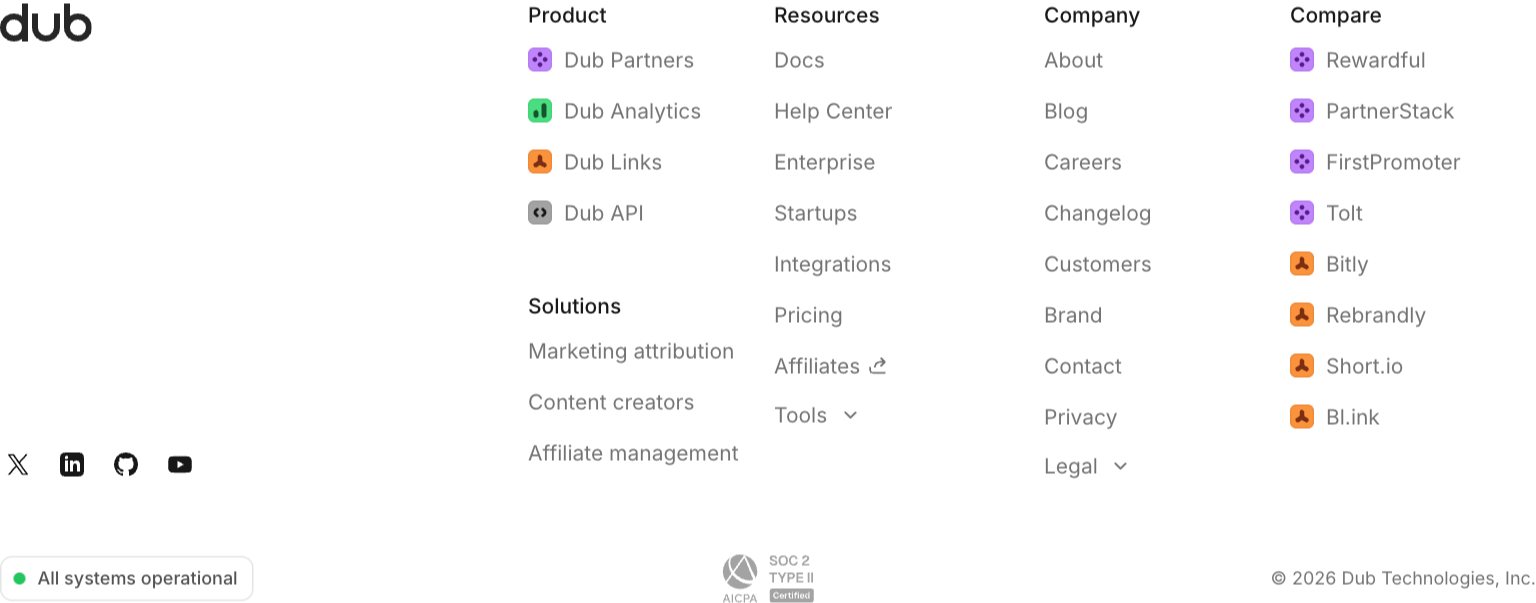 dub
Product
Dub Partners
Dub Analytics
Dub Links
Dub API
Solutions
Marketing attribution
Content creators
Affiliate management
Resources
Docs
Help Center
Enterprise
Startups
Integrations
Pricing
Affiliates
Tools
Company
About
Blog
Careers
Changelog
Customers
Brand
Contact
Privacy
Legal
Compare
Rewardful
PartnerStack
FirstPromoter
Tolt
Bitly
Rebrandly
Short.io
Bl.ink
All systems operational
AICPA
SOC 2
TYPE II
Certified
© 2026 Dub Technologies, Inc.